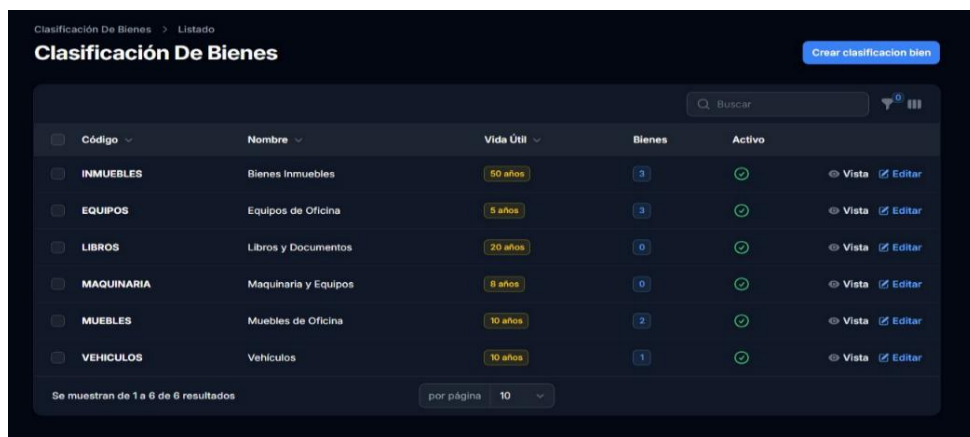 Clasificación De Bienes > Listado
Clasificación De Bienes
Crear clasificacion bien
Buscar
0
Código Nombre Vida Útil Bienes Activo
INMUEBLES Bienes Inmuebles 50 años 3 Vista Editar
EQUIPOS Equipos de Oficina 5 años 3 Vista Editar
LIBROS Libros y Documentos 20 años 0 Vista Editar
MAQUINARIA Maquinaria y Equipos 8 años 0 Vista Editar
MUEBLES Muebles de Oficina 10 años 2 Vista Editar
VEHICULOS Vehículos 10 años 1 Vista Editar
Se muestran de 1 a 6 de 6 resultados por página 10